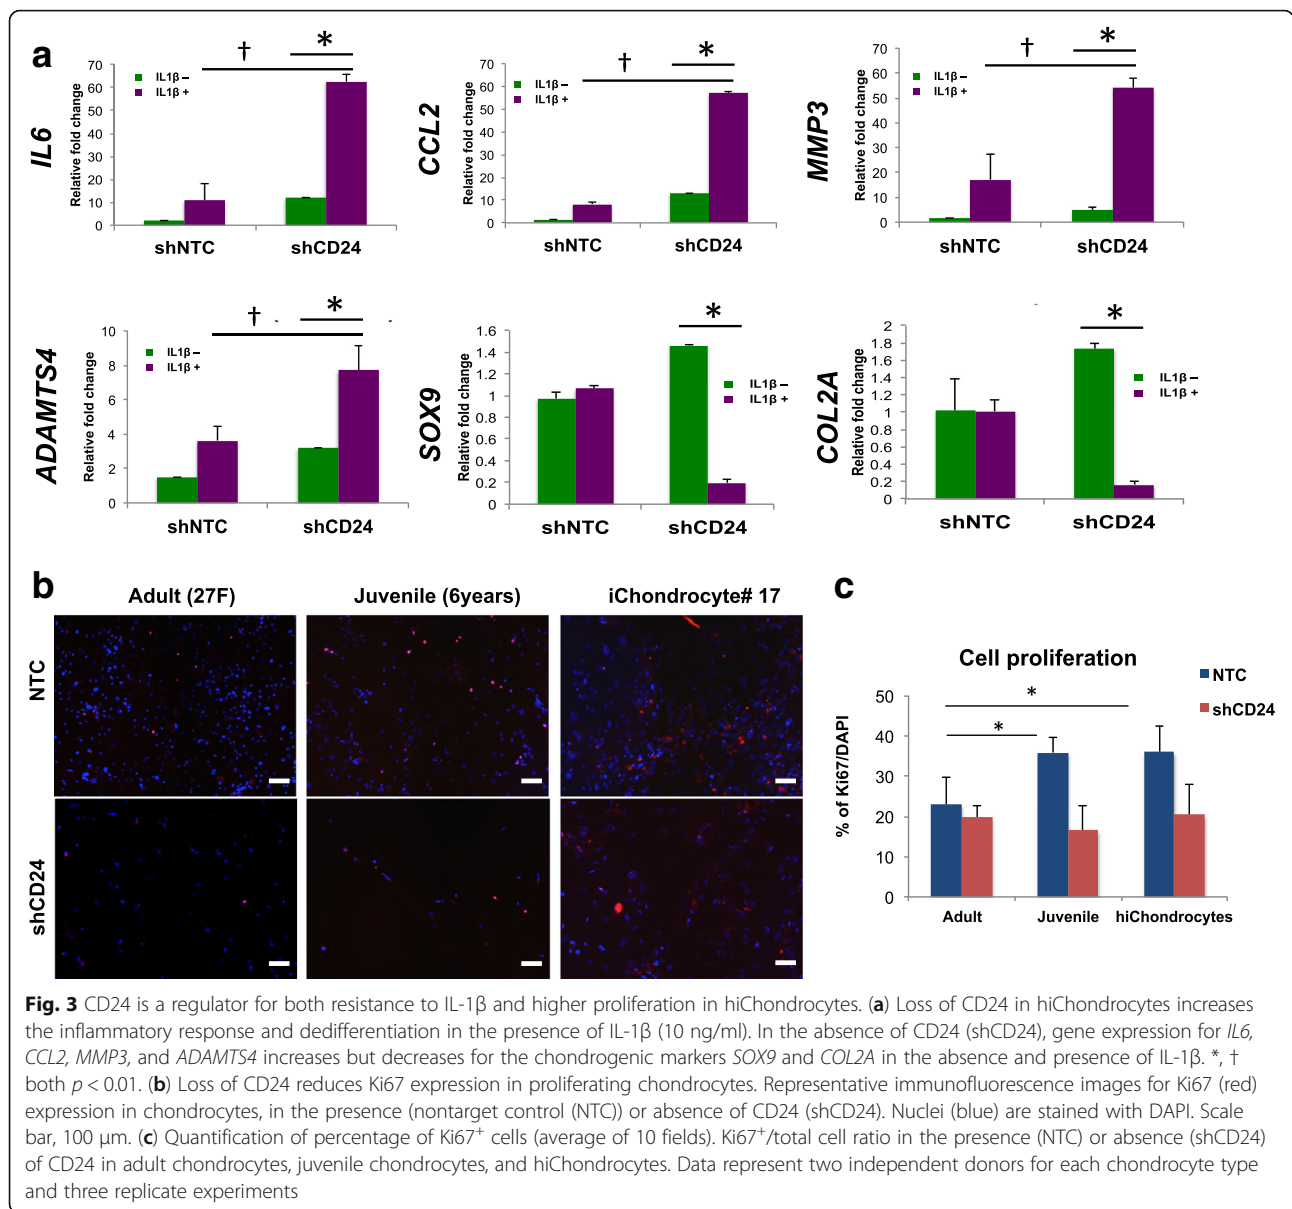 a
† *
IL1β –
IL1β +
IL6
Relative fold change
70
60
50
40
30
20
10
0
shNTC shCD24
† *
IL1β –
IL1β +
CCL2
Relative fold change
70
60
50
40
30
20
10
0
shNTC shCD24
† *
IL1β –
IL1β +
MMP3
Relative fold change
70
60
50
40
30
20
10
0
shNTC shCD24
† *
IL1β –
IL1β +
ADAMTS4
Relative fold change
10
8
6
4
2
0
shNTC shCD24
*
IL1β –
IL1β +
SOX9
Relative fold change
1.6
1.4
1.2
1
0.8
0.6
0.4
0.2
0
shNTC shCD24
*
IL1β –
IL1β +
COL2A
Relative fold change
2
1.8
1.6
1.4
1.2
1
0.8
0.6
0.4
0.2
0
shNTC shCD24
b
Adult (27F) Juvenile (6years) iChondrocyte# 17
NTC
shCD24
c
Cell proliferation
NTC
shCD24
*
*
% of Ki67/DAPI
50
40
30
20
10
0
Adult Juvenile hiChondrocytes
Fig. 3 CD24 is a regulator for both resistance to IL-1β and higher proliferation in hiChondrocytes. (a) Loss of CD24 in hiChondrocytes increases
the inflammatory response and dedifferentiation in the presence of IL-1β (10 ng/ml). In the absence of CD24 (shCD24), gene expression for IL6,
CCL2, MMP3, and ADAMTS4 increases but decreases for the chondrogenic markers SOX9 and COL2A in the absence and presence of IL-1β. *, †
both p < 0.01. (b) Loss of CD24 reduces Ki67 expression in proliferating chondrocytes. Representative immunofluorescence images for Ki67 (red)
expression in chondrocytes, in the presence (nontarget control (NTC)) or absence of CD24 (shCD24). Nuclei (blue) are stained with DAPI. Scale
bar, 100 μm. (c) Quantification of percentage of Ki67+ cells (average of 10 fields). Ki67+/total cell ratio in the presence (NTC) or absence (shCD24)
of CD24 in adult chondrocytes, juvenile chondrocytes, and hiChondrocytes. Data represent two independent donors for each chondrocyte type
and three replicate experiments